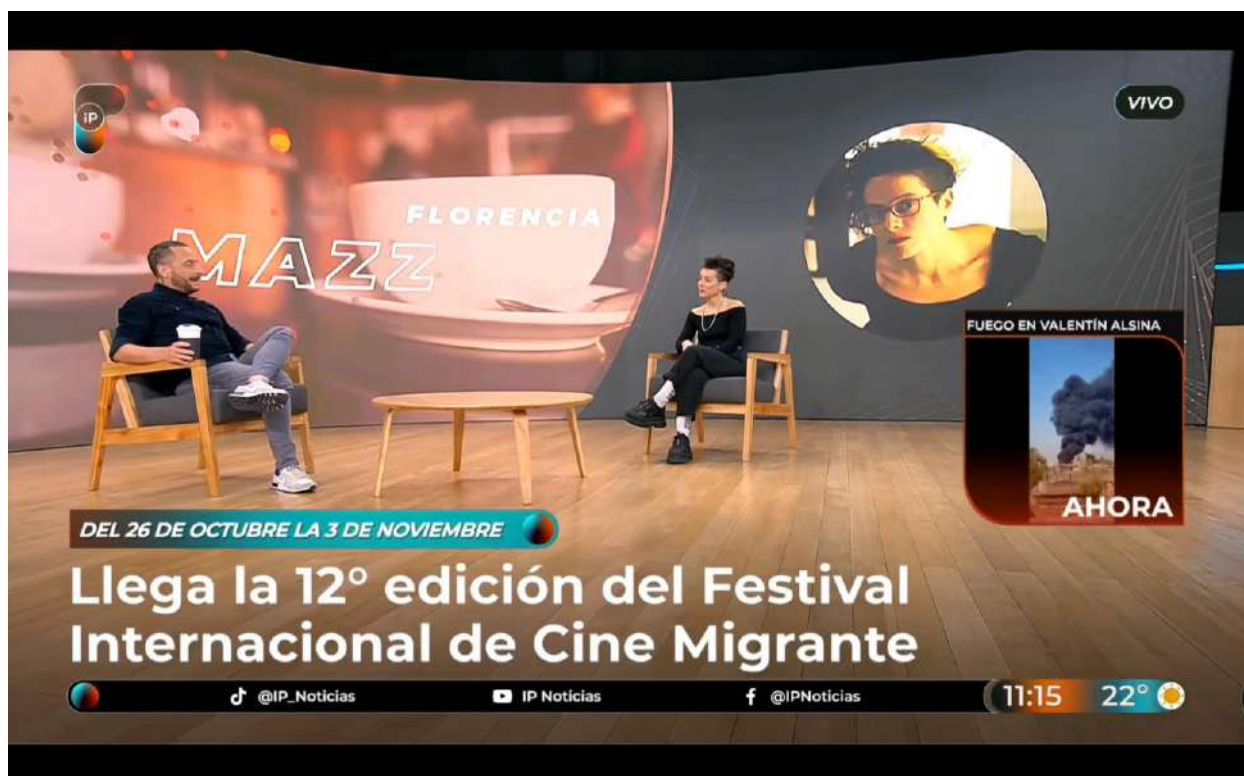 iP
VIVO
FLORENCIA
MAZZ
FUEGO EN VALENTÍN ALSINA
AHORA
DEL 26 DE OCTUBRE LA 3 DE NOVIEMBRE
Llega la 12° edición del Festival
Internacional de Cine Migrante
@IP_Noticias
IP Noticias
@IPNoticias
11:15
22°